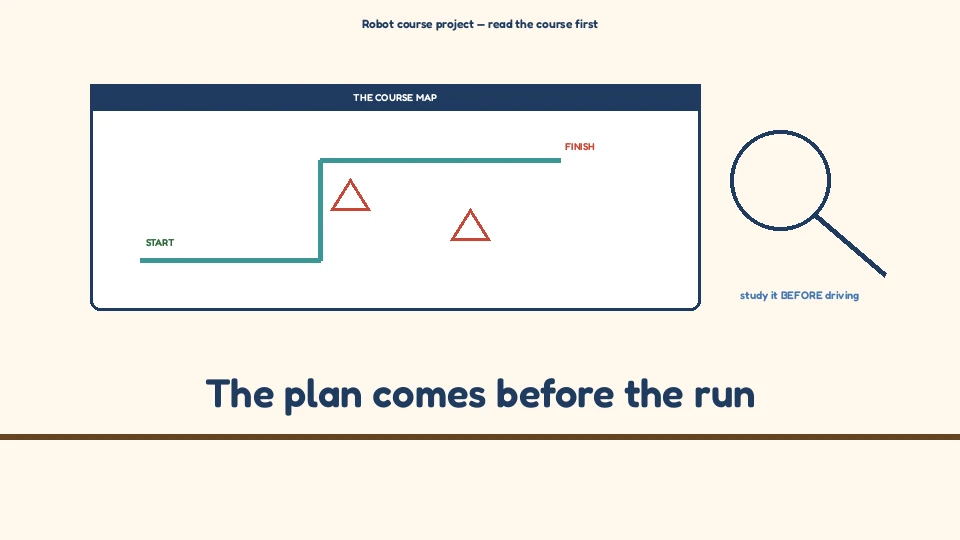 Robot course project — read the course first
THE COURSE MAP
FINISH
START
study it BEFORE driving
The plan comes before the run